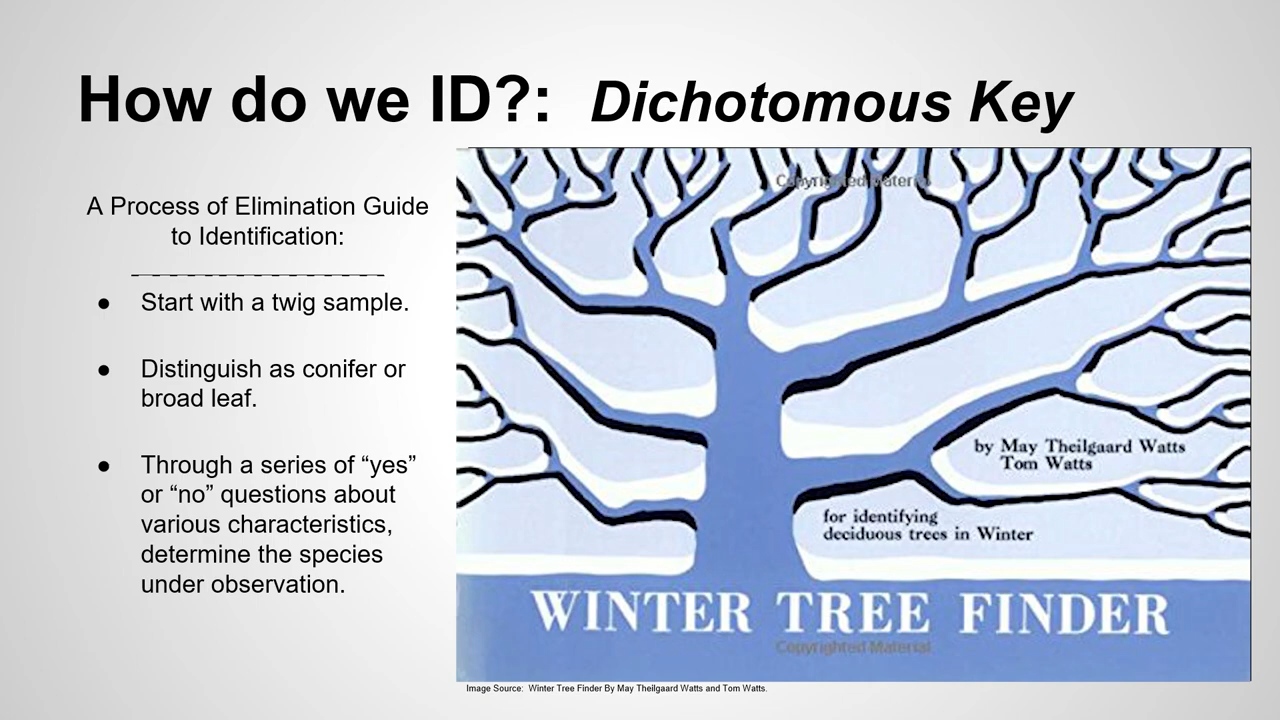 How do we ID?: Dichotomous Key
A Process of Elimination Guide
to Identification:
● Start with a twig sample.
● Distinguish as conifer or
broad leaf.
● Through a series of “yes”
or “no” questions about
various characteristics,
determine the species
under observation.
Copyrighted Material
by May Theilgaard Watts
Tom Watts
for identifying
deciduous trees in Winter
WINTER TREE FINDER
Copyrighted Material
Image Source: Winter Tree Finder By May Theilgaard Watts and Tom Watts.